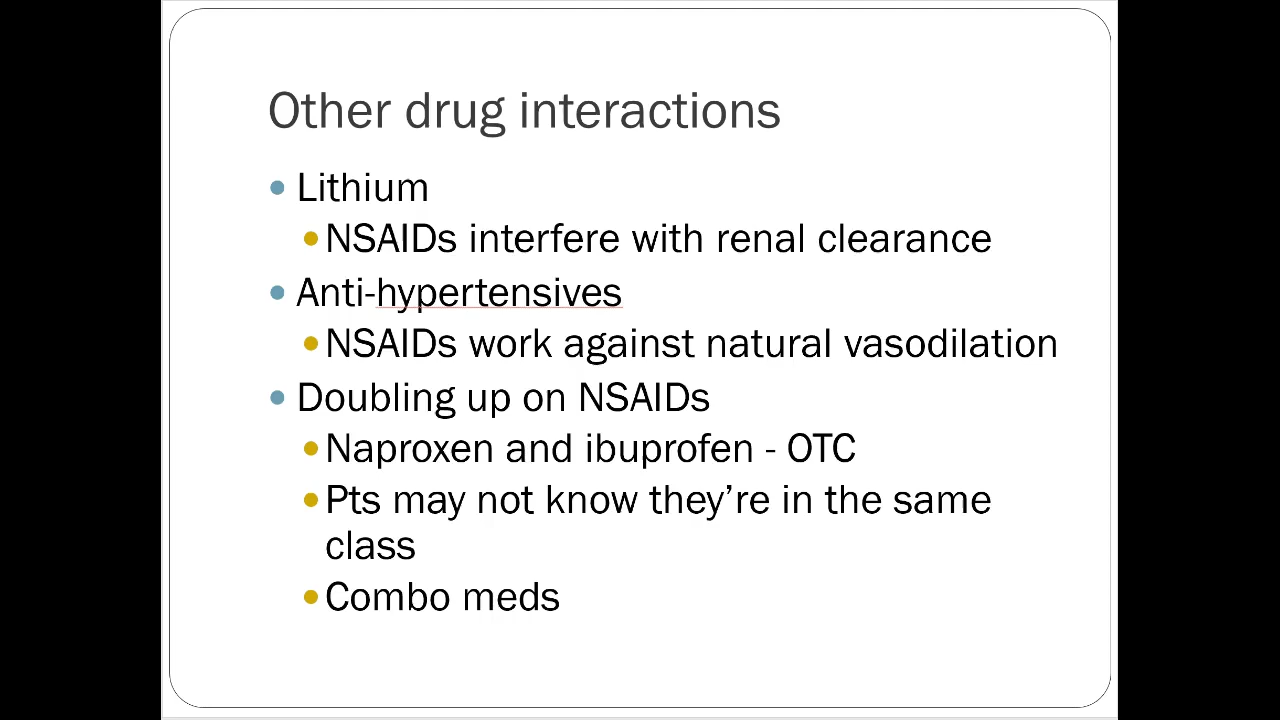 Other drug interactions
Lithium
NSAIDs interfere with renal clearance
Anti-hypertensives
NSAIDs work against natural vasodilation
Doubling up on NSAIDs
Naproxen and ibuprofen - OTC
Pts may not know they’re in the same
class
Combo meds